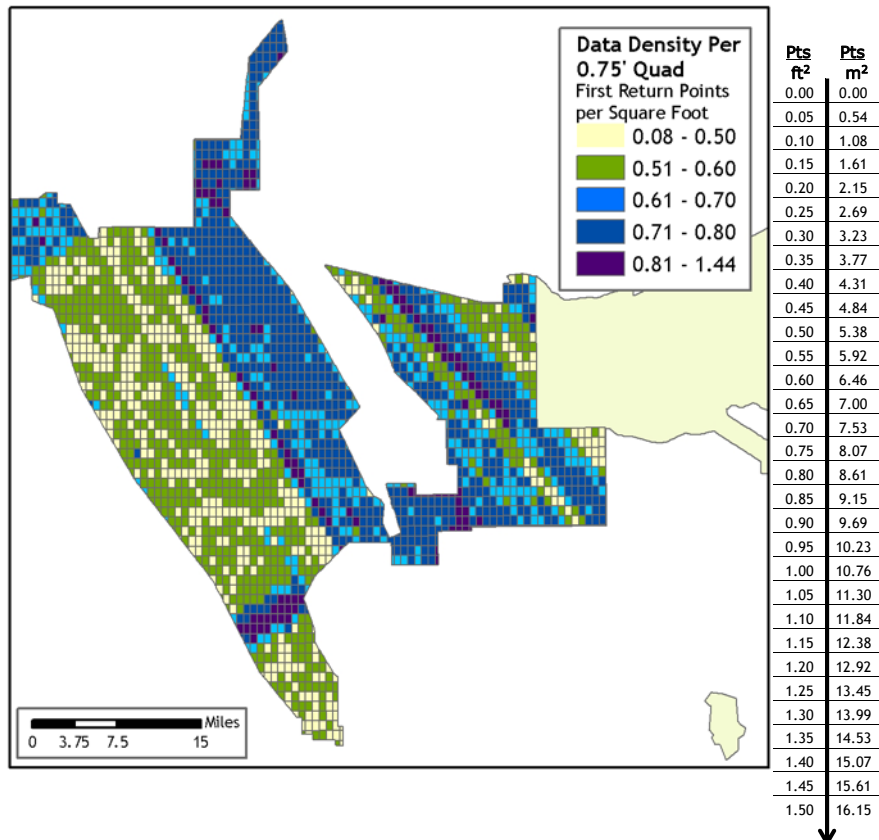 Data Density Per
0.75' Quad
First Return Points
per Square Foot
0.08 - 0.50
0.51 - 0.60
0.61 - 0.70
0.71 - 0.80
0.81 - 1.44
Miles
0 3.75 7.5 15
Pts Pts
ft² m²
0.00 0.00
0.05 0.54
0.10 1.08
0.15 1.61
0.20 2.15
0.25 2.69
0.30 3.23
0.35 3.77
0.40 4.31
0.45 4.84
0.50 5.38
0.55 5.92
0.60 6.46
0.65 7.00
0.70 7.53
0.75 8.07
0.80 8.61
0.85 9.15
0.90 9.69
0.95 10.23
1.00 10.76
1.05 11.30
1.10 11.84
1.15 12.38
1.20 12.92
1.25 13.45
1.30 13.99
1.35 14.53
1.40 15.07
1.45 15.61
1.50 16.15